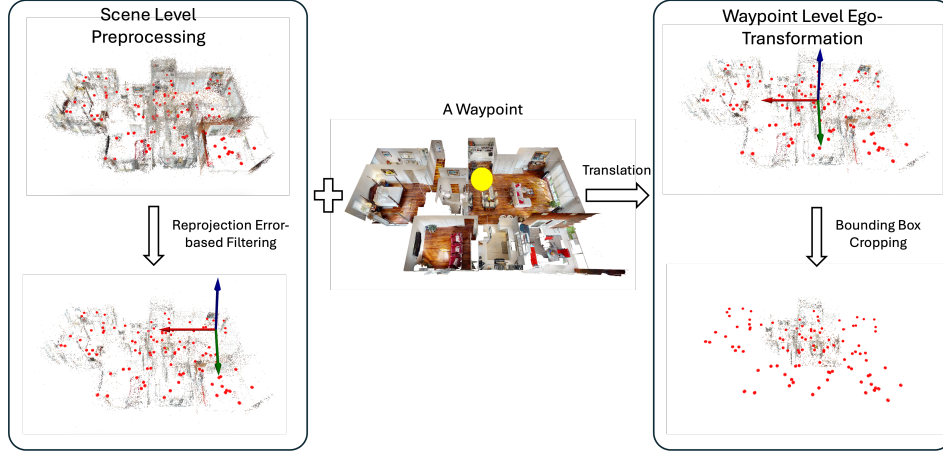 Scene Level
Preprocessing
Reprojection Error-
based Filtering
A Waypoint
Translation
Waypoint Level Ego-
Transformation
Bounding Box
Cropping